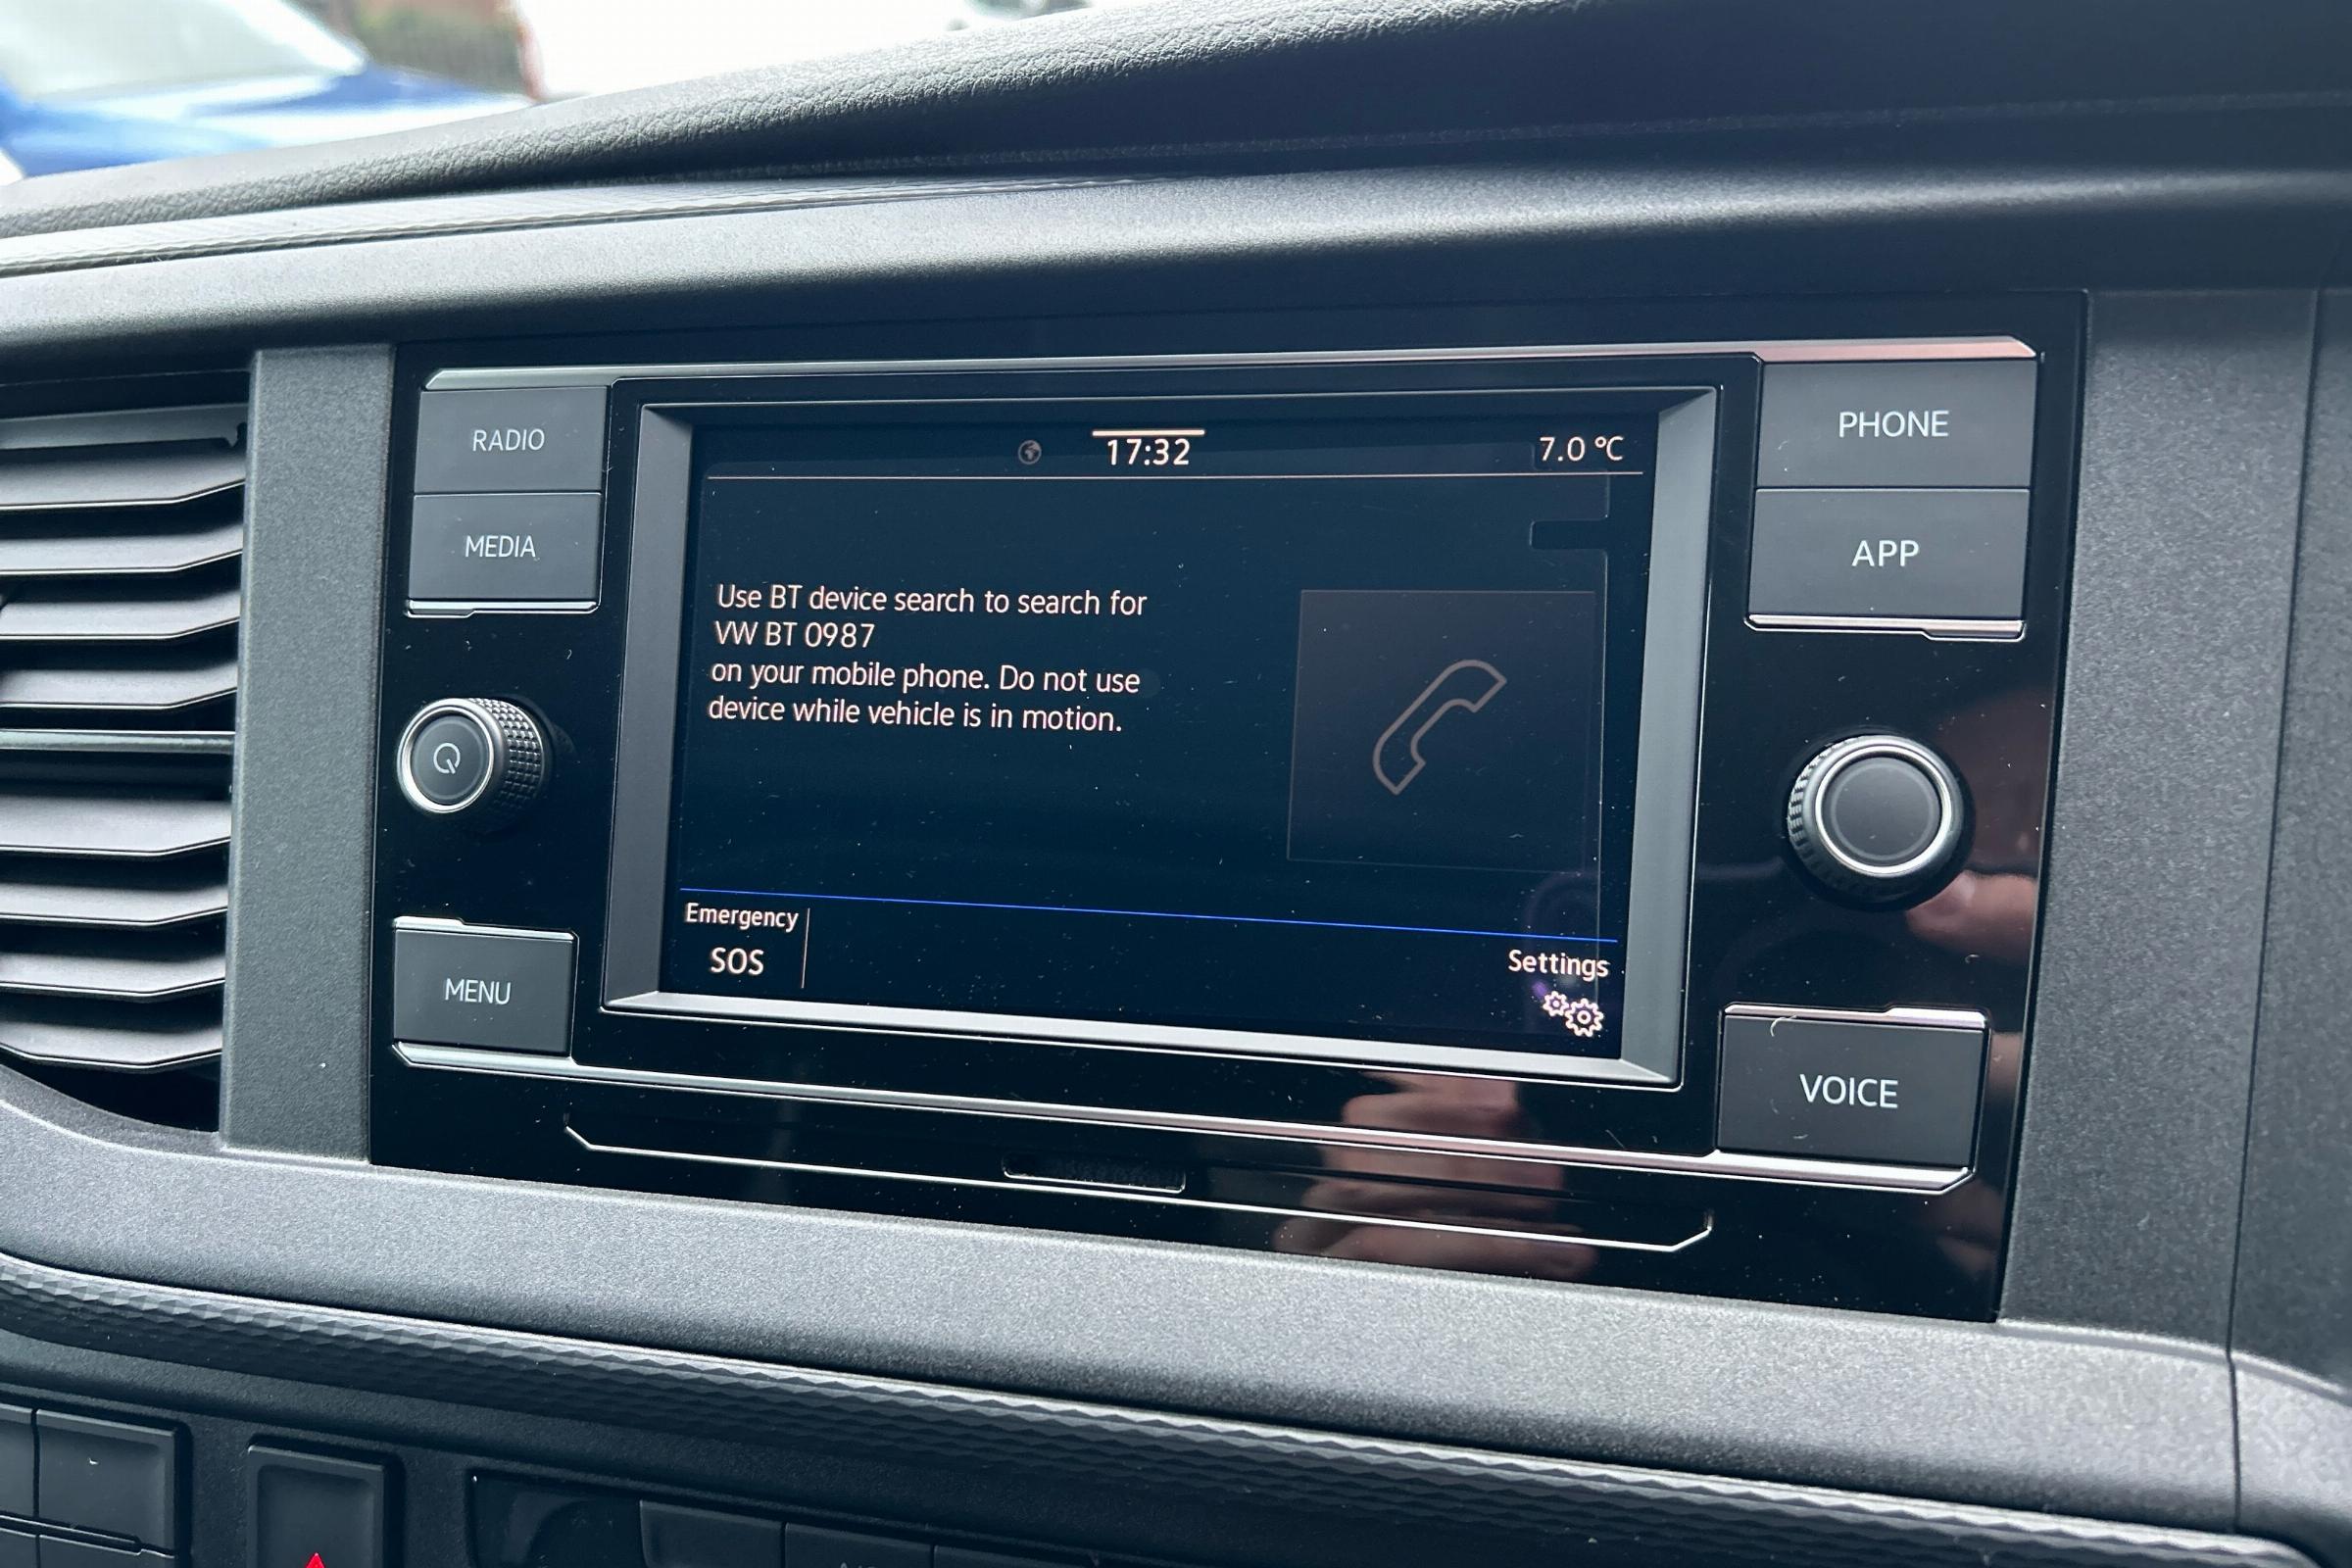 RADIO
MEDIA
MENU
17:32
7.0 °C
Use BT device search to search for
VW BT 0987
on your mobile phone. Do not use
device while vehicle is in motion.
Emergency
SOS
Settings
PHONE
APP
VOICE